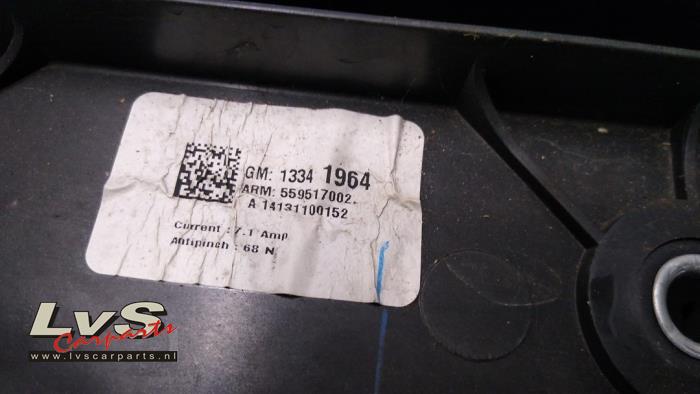 GM: 1334 1964
ARM: 559517002.
A 14131100152
Current : 7.1 Amp
Antipinch : 68 N
LvS
Carparts
www.lvscarparts.nl